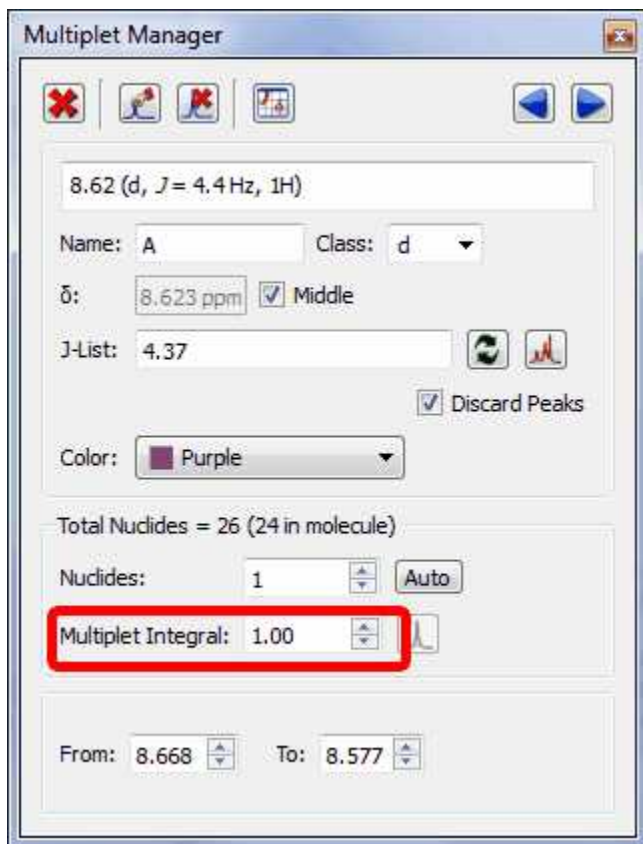 Multiplet Manager
8.62 (d, J = 4.4 Hz, 1H)
Name: A Class: d
δ: 8.623 ppm Middle
J-List: 4.37
Discard Peaks
Color: Purple
Total Nuclides = 26 (24 in molecule)
Nuclides: 1 Auto
Multiplet Integral: 1.00
From: 8.668 To: 8.577